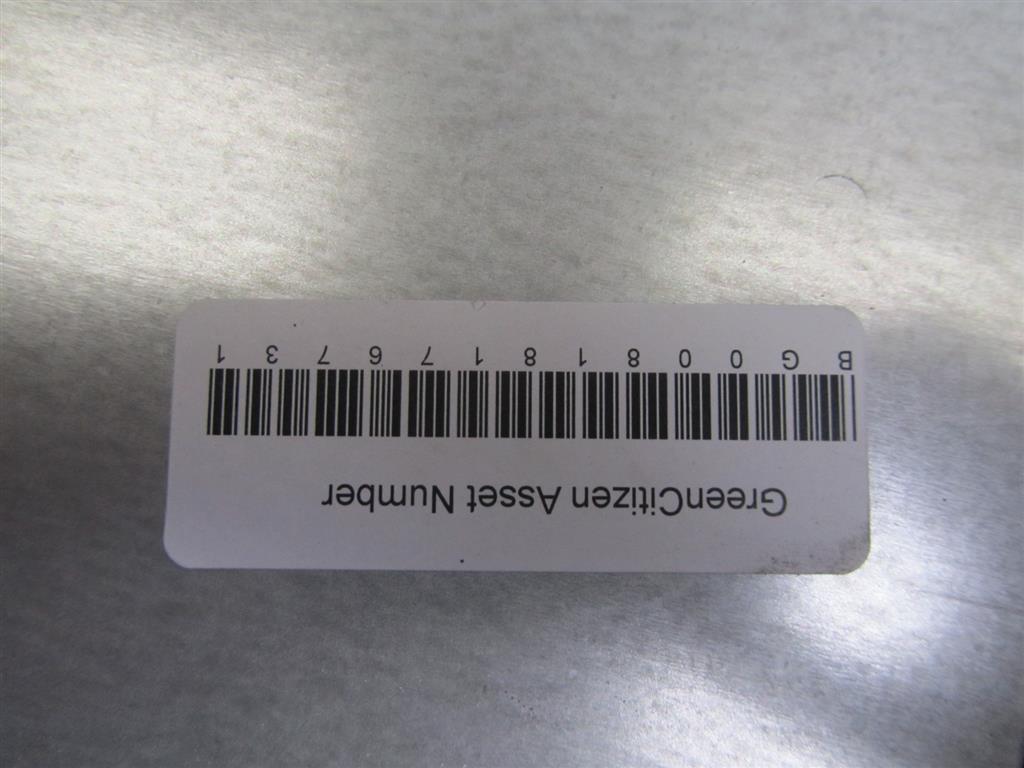 GreenCitizen Asset Number
B G 0 0 8 1 8 1 7 6 7 3 1